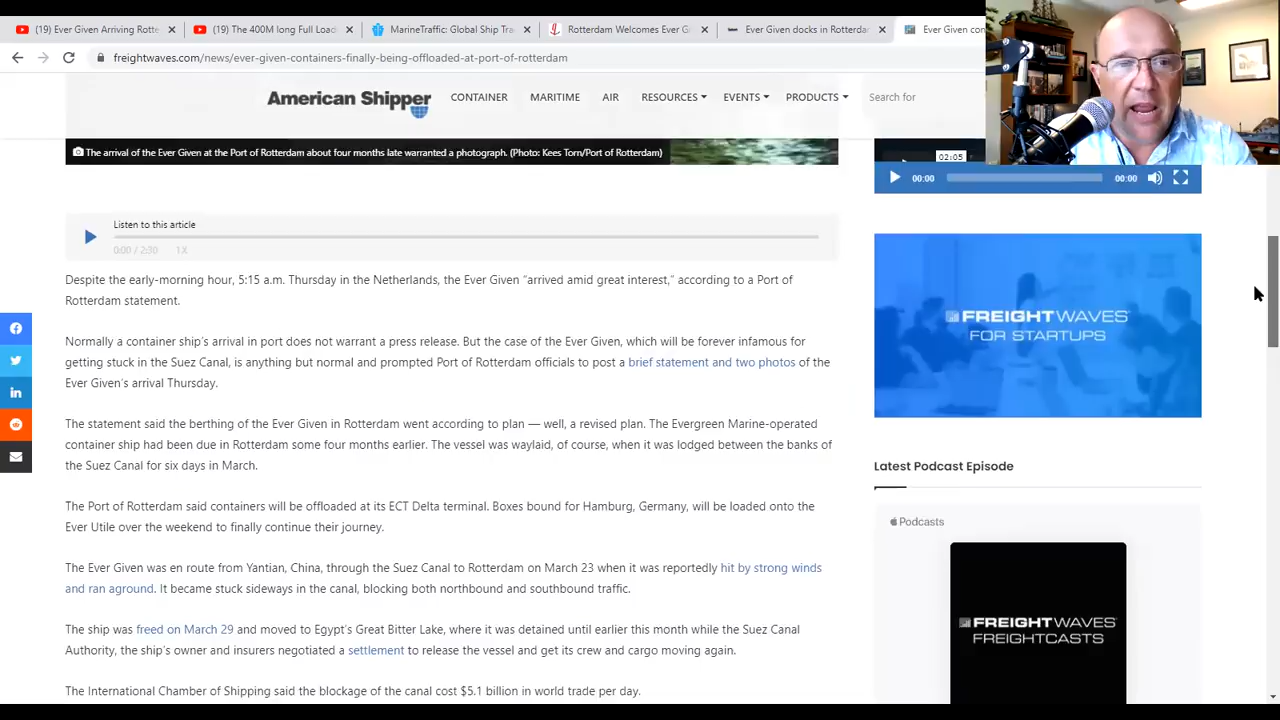 (19) Ever Given Arriving Rotte
(19) The 400M long Full Load
MarineTraffic: Global Ship Tra
Rotterdam Welcomes Ever G
Ever Given docks in Rotterdam
Ever Given con
freightwaves.com/news/ever-given-containers-finally-being-offloaded-at-port-of-rotterdam
American Shipper
CONTAINER
MARITIME
AIR
RESOURCES
EVENTS
PRODUCTS
Search for
The arrival of the Ever Given at the Port of Rotterdam about four months late warranted a photograph. (Photo: Kees Torn/Port of Rotterdam)
02:05
00:00
00:00
Listen to this article
0:00 / 2:30 1X
Despite the early-morning hour, 5:15 a.m. Thursday in the Netherlands, the Ever Given “arrived amid great interest,” according to a Port of
Rotterdam statement.
Normally a container ship’s arrival in port does not warrant a press release. But the case of the Ever Given, which will be forever infamous for
getting stuck in the Suez Canal, is anything but normal and prompted Port of Rotterdam officials to post a brief statement and two photos of the
Ever Given’s arrival Thursday.
The statement said the berthing of the Ever Given in Rotterdam went according to plan — well, a revised plan. The Evergreen Marine-operated
container ship had been due in Rotterdam some four months earlier. The vessel was waylaid, of course, when it was lodged between the banks of
the Suez Canal for six days in March.
The Port of Rotterdam said containers will be offloaded at its ECT Delta terminal. Boxes bound for Hamburg, Germany, will be loaded onto the
Ever Utile over the weekend to finally continue their journey.
The Ever Given was en route from Yantian, China, through the Suez Canal to Rotterdam on March 23 when it was reportedly hit by strong winds
and ran aground. It became stuck sideways in the canal, blocking both northbound and southbound traffic.
The ship was freed on March 29 and moved to Egypt’s Great Bitter Lake, where it was detained until earlier this month while the Suez Canal
Authority, the ship’s owner and insurers negotiated a settlement to release the vessel and get its crew and cargo moving again.
The International Chamber of Shipping said the blockage of the canal cost $5.1 billion in world trade per day.
FREIGHTWAVES
FOR STARTUPS
Latest Podcast Episode
Podcasts
FREIGHTWAVES
FREIGHTCASTS